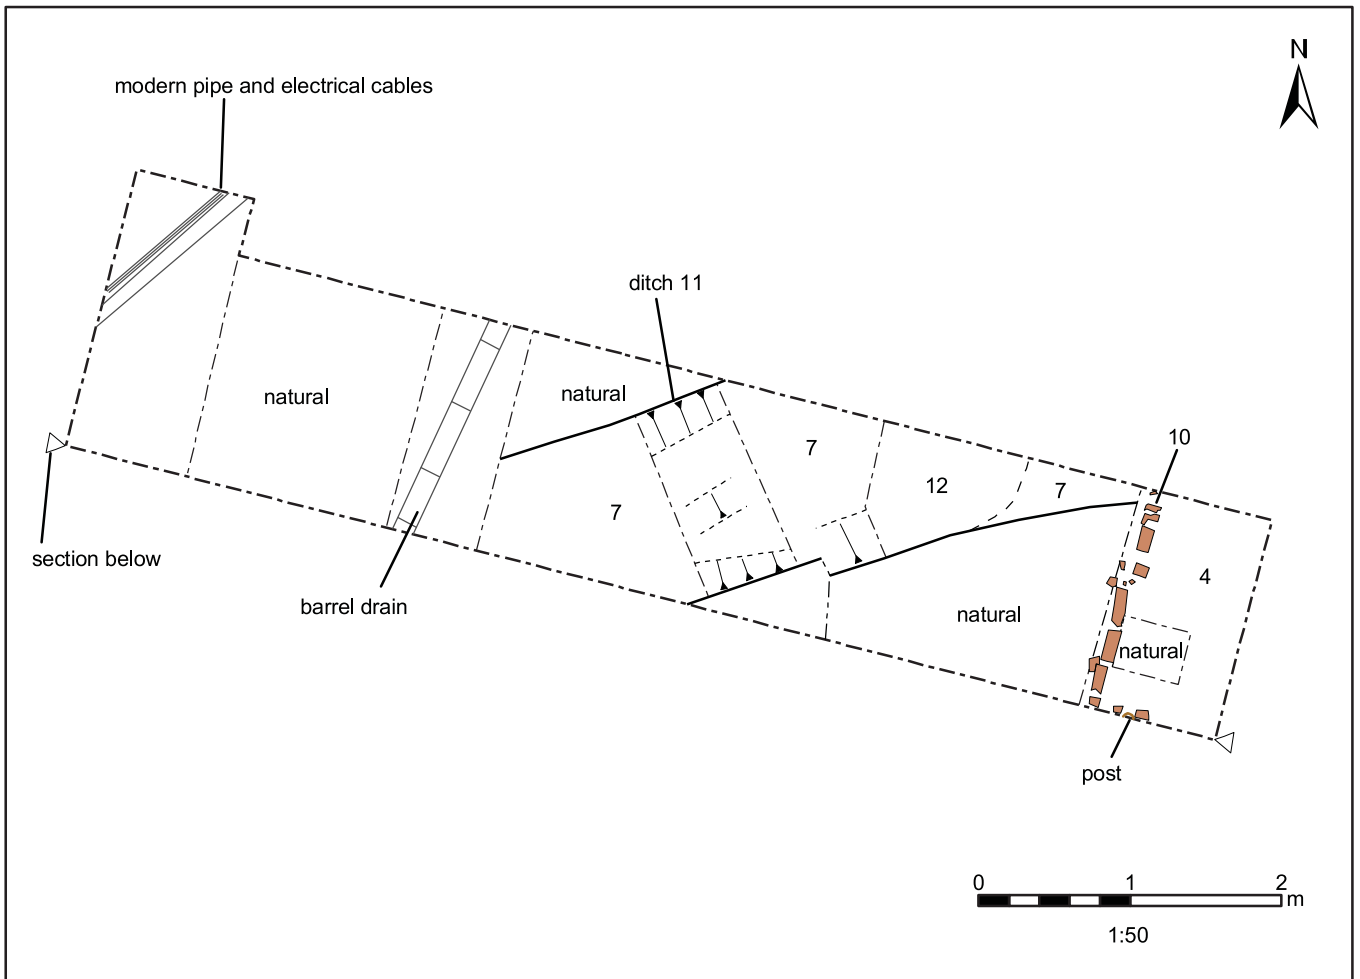 N
modern pipe and electrical cables
ditch 11
natural
natural
7
10
12
7
7
section below
4
barrel drain
natural
natural
post
0 1 2
m
1:50